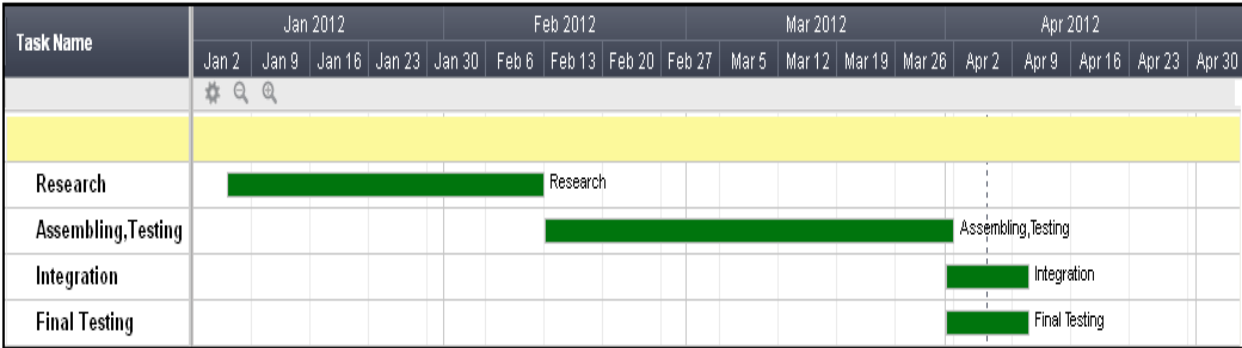 Task Name
Jan 2012 Feb 2012 Mar 2012 Apr 2012
Jan 2 Jan 9 Jan 16 Jan 23 Jan 30 Feb 6 Feb 13 Feb 20 Feb 27 Mar 5 Mar 12 Mar 19 Mar 26 Apr 2 Apr 9 Apr 16 Apr 23 Apr 30
Research Research
Assembling,Testing Assembling,Testing
Integration Integration
Final Testing Final Testing